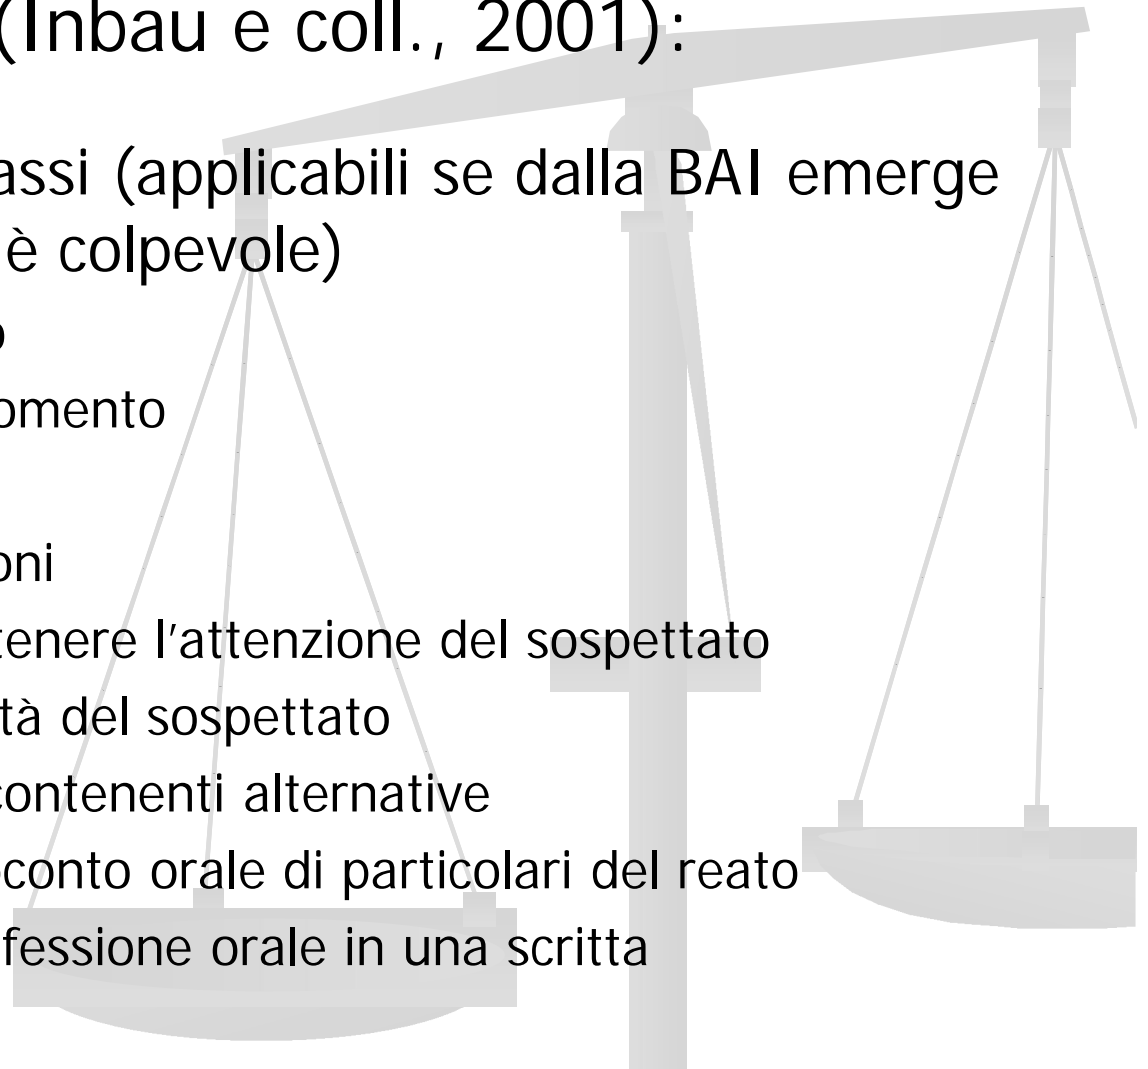 (Inbau e coll., 2001):
assi (applicabili se dalla BAI emerge
è colpevole)
o
omento
oni
tenere l'attenzione del sospettato
tà del sospettato
contenenti alternative
conto orale di particolari del reato
fessione orale in una scritta